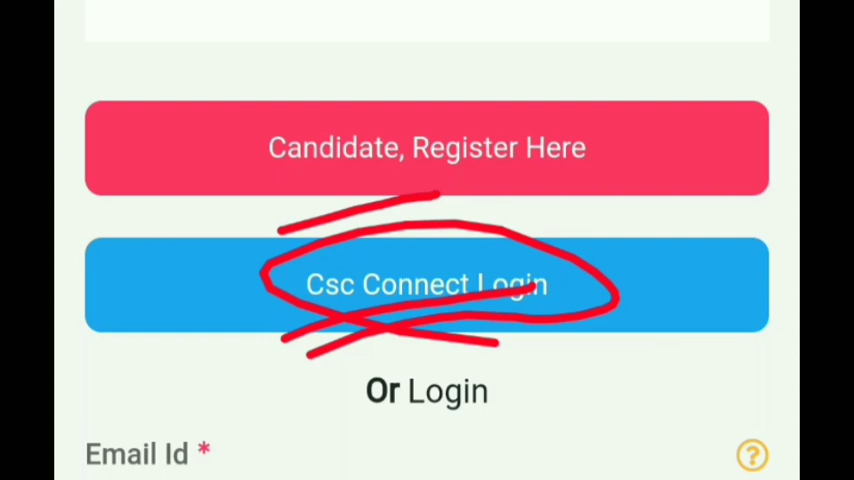 Candidate, Register Here
Csc Connect Login
Or Login
Email Id *
?